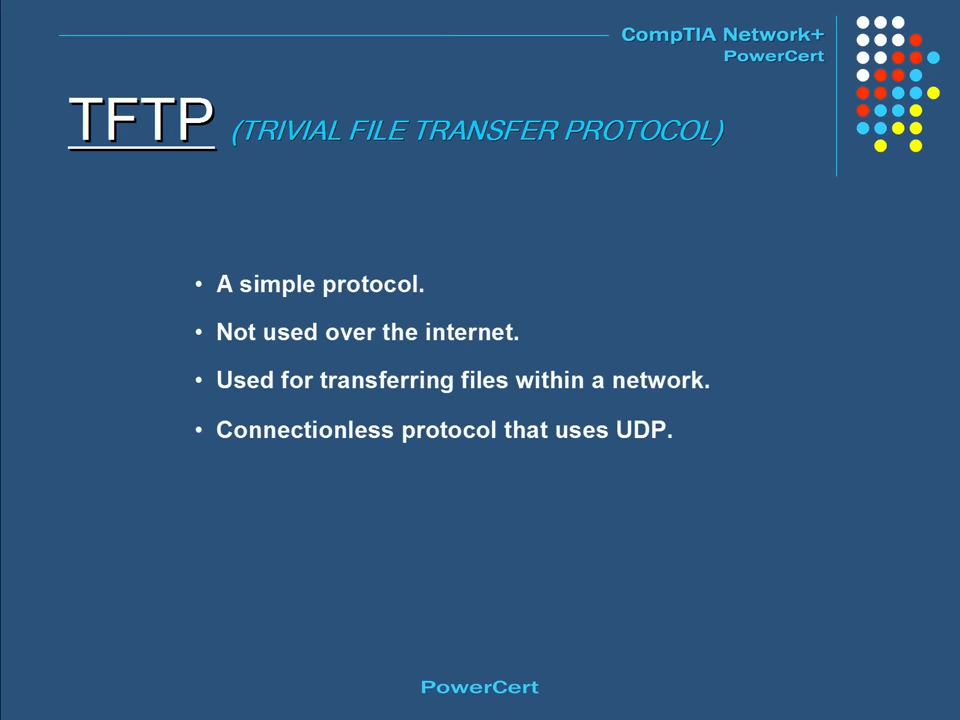 CompTIA Network+
PowerCert
TFTP (TRIVIAL FILE TRANSFER PROTOCOL)
• A simple protocol.
• Not used over the internet.
• Used for transferring files within a network.
• Connectionless protocol that uses UDP.
PowerCert